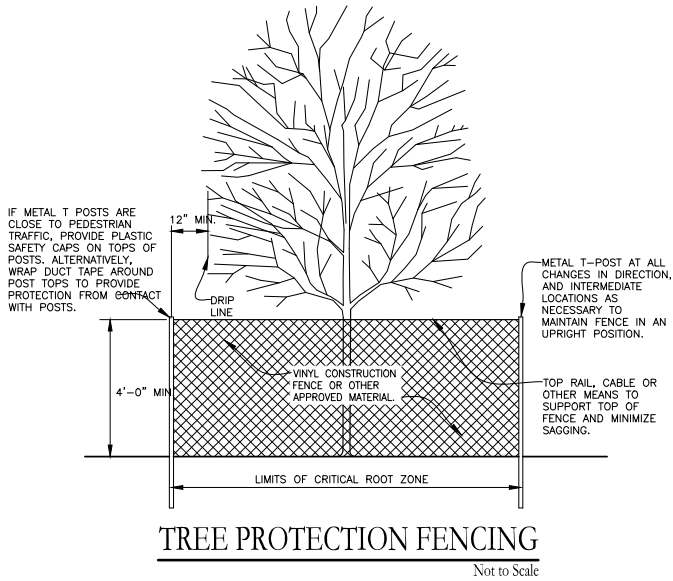 IF METAL T POSTS ARE
CLOSE TO PEDESTRIAN
TRAFFIC, PROVIDE PLASTIC
SAFETY CAPS ON TOPS OF
POSTS. ALTERNATIVELY,
WRAP DUCT TAPE AROUND
POST TOPS TO PROVIDE
PROTECTION FROM CONTACT
WITH POSTS.
12" MIN.
DRIP
LINE
METAL T-POST AT ALL
CHANGES IN DIRECTION,
AND INTERMEDIATE
LOCATIONS AS
NECESSARY TO
MAINTAIN FENCE IN AN
UPRIGHT POSITION.
VINYL CONSTRUCTION
FENCE OR OTHER
APPROVED MATERIAL.
4'-0" MIN
TOP RAIL, CABLE OR
OTHER MEANS TO
SUPPORT TOP OF
FENCE AND MINIMIZE
SAGGING.
LIMITS OF CRITICAL ROOT ZONE
TREE PROTECTION FENCING
Not to Scale